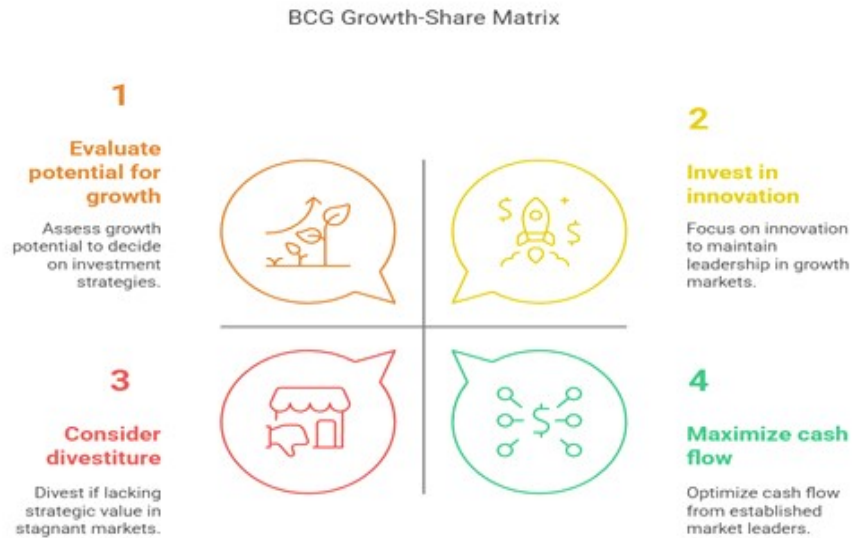 BCG Growth-Share Matrix
1
Evaluate
potential for
growth
Assess growth
potential to decide
on investment
strategies.
2
Invest in
innovation
Focus on innovation
to maintain
leadership in growth
markets.
$
$
3
Consider
divestiture
Divest if lacking
strategic value in
stagnant markets.
4
Maximize cash
flow
Optimize cash flow
from established
market leaders.
$